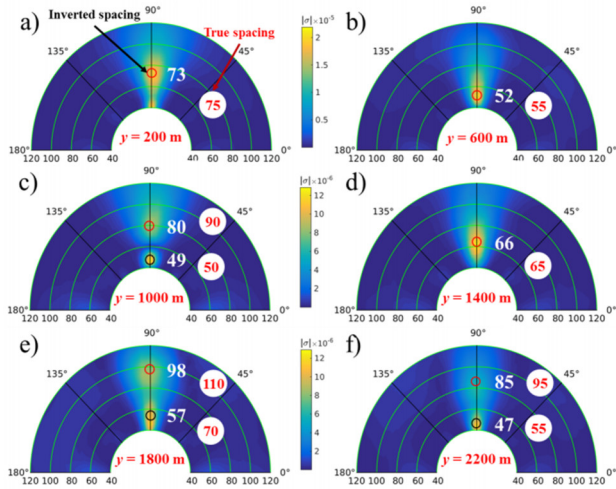 a) Inverted spacing True spacing |σ|×10⁻⁵ b)
90° 90°
135° 45° 2 135° 45°
73 1.5
75 1 52 55
y = 200 m 0.5 y = 600 m
180° 0° 180° 0°
120 100 80 60 40 40 60 80 100 120 120 100 80 60 40 40 60 80 100 120
c) |σ|×10⁻⁶ d)
90° 90°
135° 45° 12 135° 45°
90 10
80 8
49 50 6 66 65
4
y = 1000 m 2 y = 1400 m
180° 0° 180° 0°
120 100 80 60 40 40 60 80 100 120 120 100 80 60 40 40 60 80 100 120
e) |σ|×10⁻⁶ f)
90° 90°
135° 45° 12 135° 45°
98 110 10 85 95
8
57 70 6 47 55
4
y = 1800 m 2 y = 2200 m
0
180° 0° 180° 0°
120 100 80 60 40 40 60 80 100 120 120 100 80 60 40 40 60 80 100 120